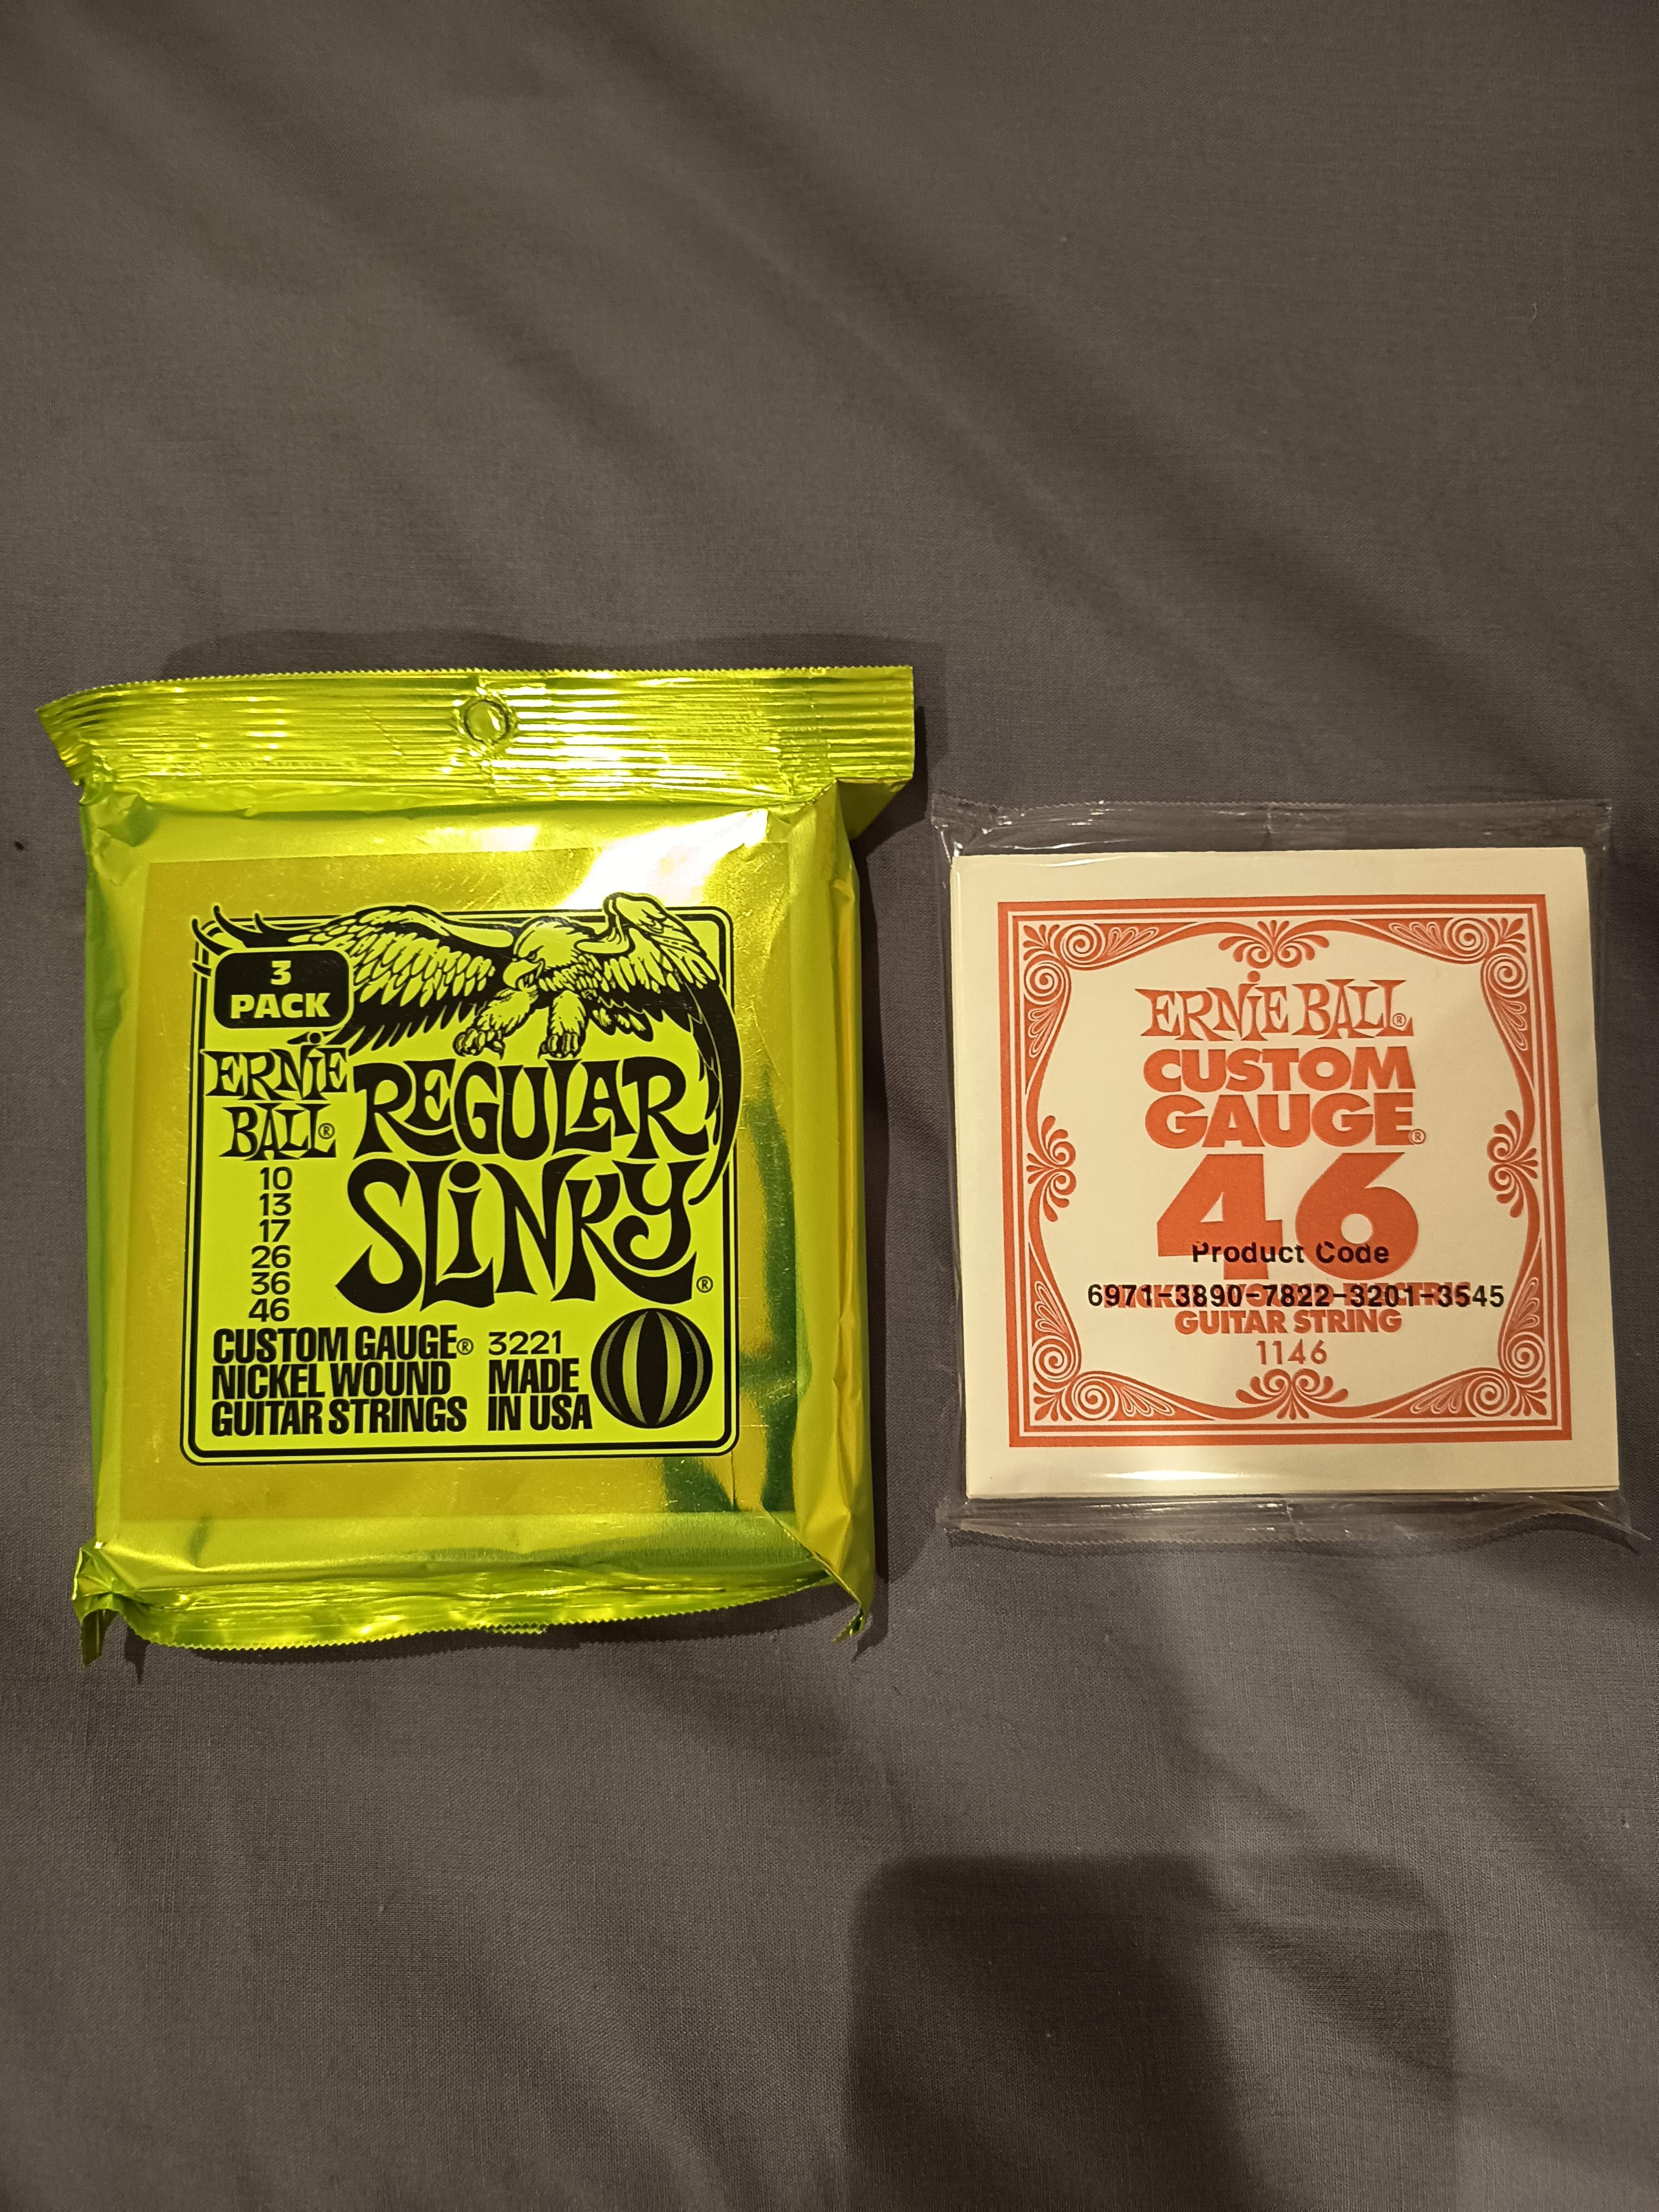 3
PACK
ERNIE
BALL®
REGULAR
SLINKY®
10
13
17
26
36
46
CUSTOM GAUGE®
NICKEL WOUND
GUITAR STRINGS
3221
MADE
IN USA
ERNIE BALL®
CUSTOM
GAUGE®
46
Product Code
6971-3890-7822-3201-3545
GUITAR STRING
1146